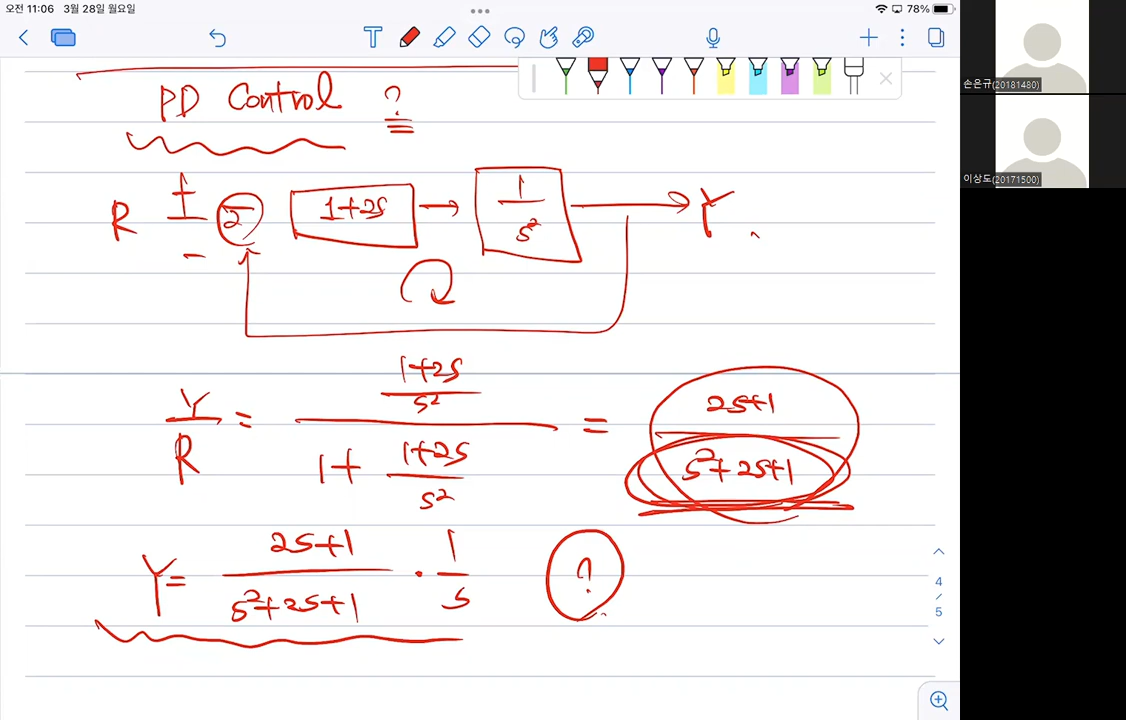 오전 11:06 3월 28일 월요일 78%
T
PD Control ?
R + - Σ 1+2s → 1/s² → Y
Y/R = ((1+2s)/s²) / (1 + (1+2s)/s²) = (2s+1)/(s²+2s+1)
Y = (2s+1)/(s²+2s+1) · 1/s ?
4
/
5
손은규(20181480)
이상도(20171500)